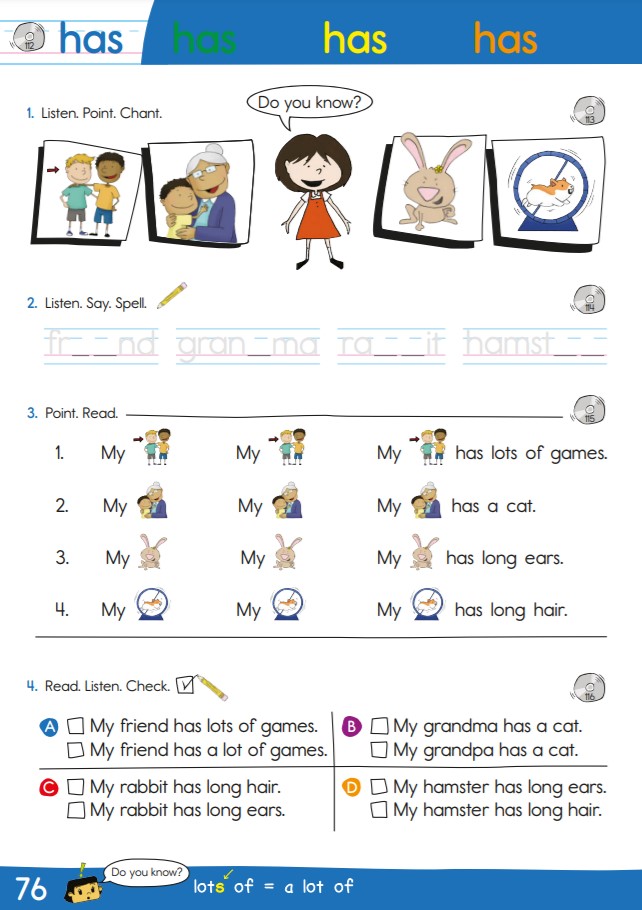 112 has has has has
1. Listen. Point. Chant.
Do you know?
113
2. Listen. Say. Spell.
114
fr__nd gran_ma ra__it hamst__
3. Point. Read.
115
1. My My My has lots of games.
2. My My My has a cat.
3. My My My has long ears.
4. My My My has long hair.
4. Read. Listen. Check.
116
A My friend has lots of games.
My friend has a lot of games.
B My grandma has a cat.
My grandpa has a cat.
C My rabbit has long hair.
My rabbit has long ears.
D My hamster has long ears.
My hamster has long hair.
76 ! Do you know? lots of = a lot of